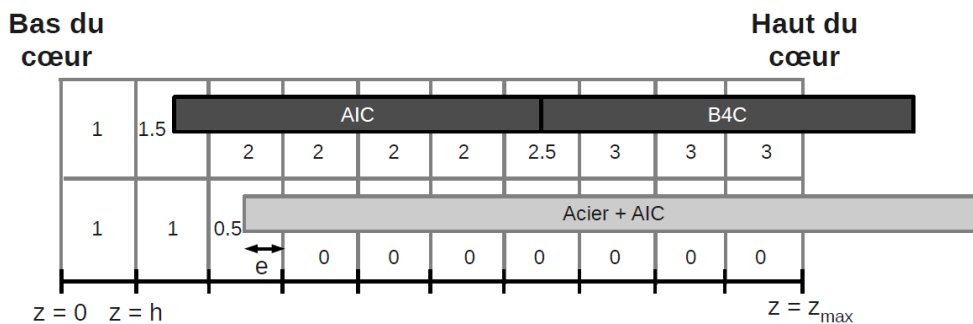 Bas du
cœur
Haut du
cœur
AIC
B4C
1
1.5
2
2
2
2
2.5
3
3
3
Acier + AIC
1
1
0.5
e
0
0
0
0
0
0
0
z = 0
z = h
z = zmax